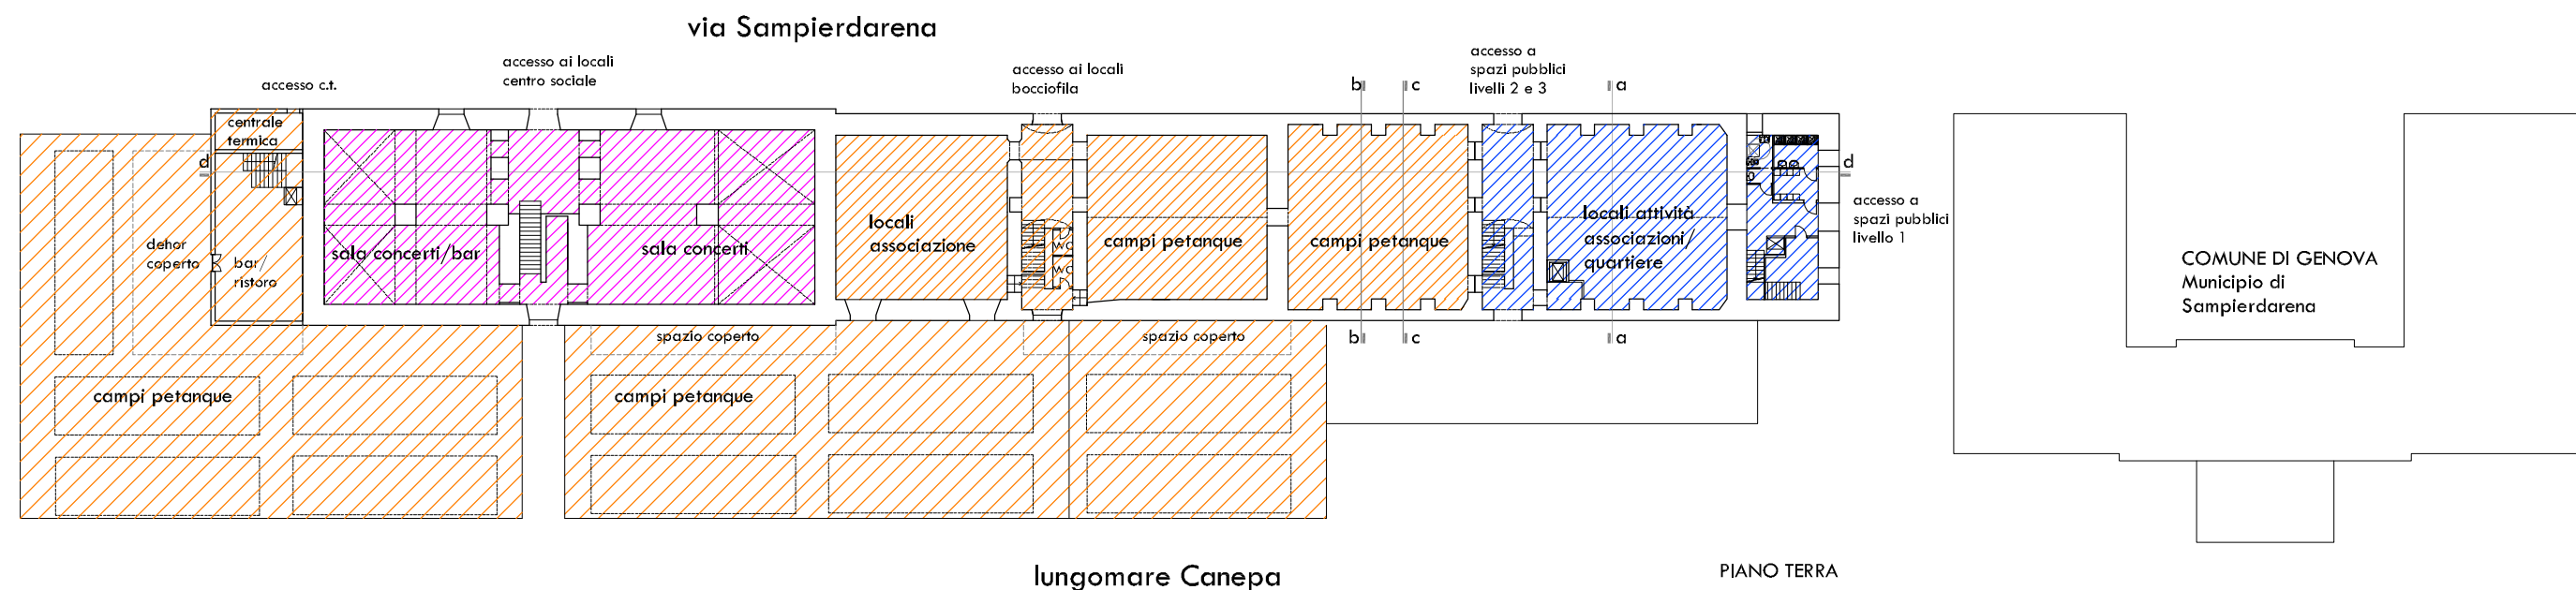 via Sampierdarena
accesso c.t.
accesso ai locali
centro sociale
accesso ai locali
bocciofila
accesso a
spazi pubblici
livelli 2 e 3
b
c
a
centrale
termica
d
d
dehor
coperto
bar/
ristoro
sala concerti/bar
sala concerti
locali
associazione
WC
WC
campi petanque
campi petanque
locali attività
associazioni/
quartiere
accesso a
spazi pubblici
livello 1
COMUNE DI GENOVA
Municipio di
Sampierdarena
spazio coperto
spazio coperto
b
c
a
campi petanque
campi petanque
lungomare Canepa
PIANO TERRA